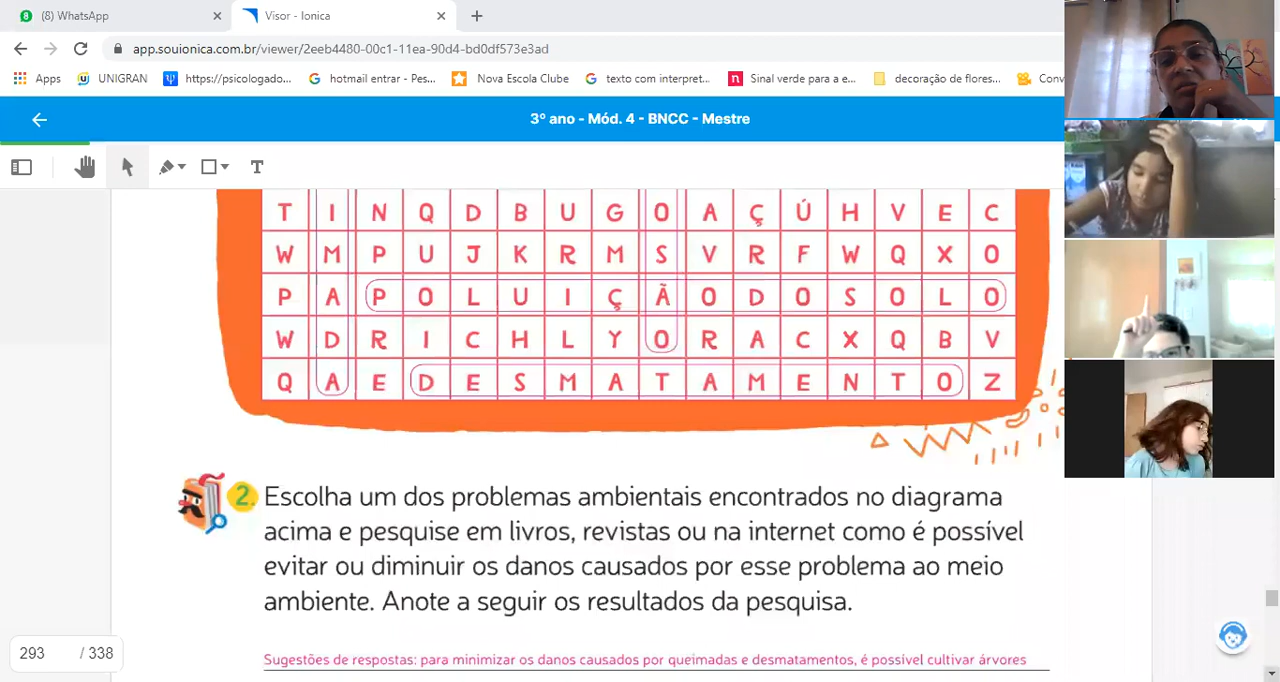 (8) WhatsApp
Visor - Ionica
app.souionica.com.br/viewer/2eeb4480-00c1-11ea-90d4-bd0df573e3ad
Apps UNIGRAN https://psicologado... hotmail entrar - Pes... Nova Escola Clube texto com interpret... Sinal verde para a e... decoração de flores... Conv
3º ano - Mód. 4 - BNCC - Mestre
T
T I N Q D B U G O A Ç Ú H V E C
W M P U J K R M S V R F W Q X O
P A P O L U I Ç Ã O D O S O L O
W D R I C H L Y O R A C X Q B V
Q A E D E S M A T A M E N T O Z
2. Escolha um dos problemas ambientais encontrados no diagrama
acima e pesquise em livros, revistas ou na internet como é possível
evitar ou diminuir os danos causados por esse problema ao meio
ambiente. Anote a seguir os resultados da pesquisa.
293 / 338
Sugestões de respostas: para minimizar os danos causados por queimadas e desmatamentos, é possível cultivar árvores